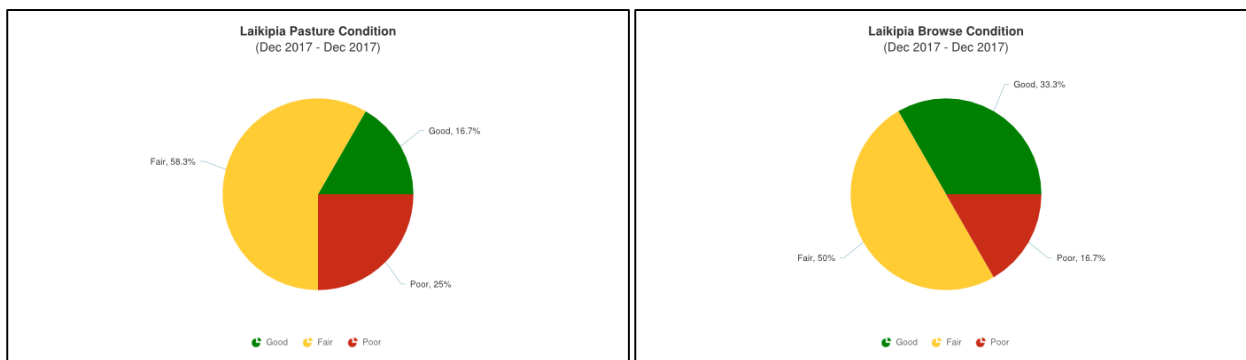 Laikipia Pasture Condition
(Dec 2017 - Dec 2017)
Good, 16.7%
Fair, 58.3%
Poor, 25%
Good Fair Poor
Laikipia Browse Condition
(Dec 2017 - Dec 2017)
Good, 33.3%
Fair, 50%
Poor, 16.7%
Good Fair Poor